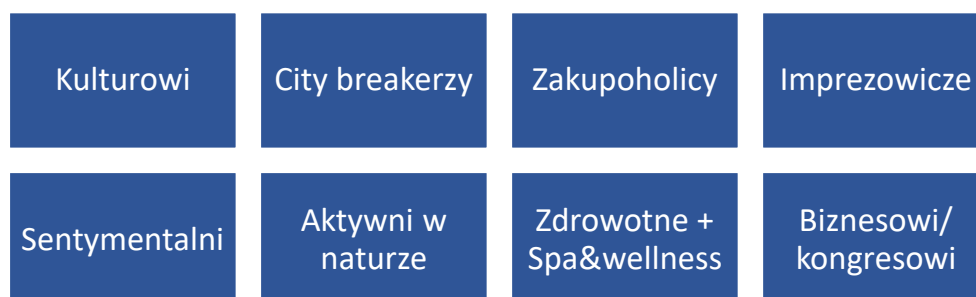 Kulturowi
City breakerzy
Zakupoholicy
Imprezowicze
Sentymentalni
Aktywni w
naturze
Zdrowotne +
Spa&wellness
Biznesowi/
kongresowi